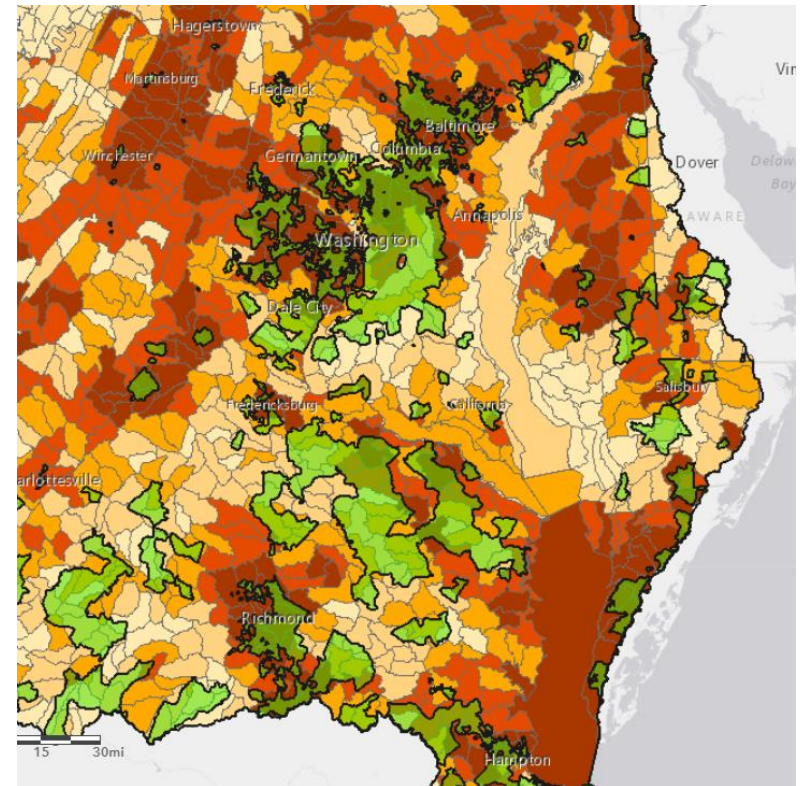 Hagerstown
Martinsburg
Vin
Frederick
Baltimore
Winchester
Germantown
Columbia
Dover
Delaw
Bay
Annapolis
AWARE
Washington
Dale City
Salisbury
Fredericksburg
California
arlottesville
Richmond
15 30mi
Hampton